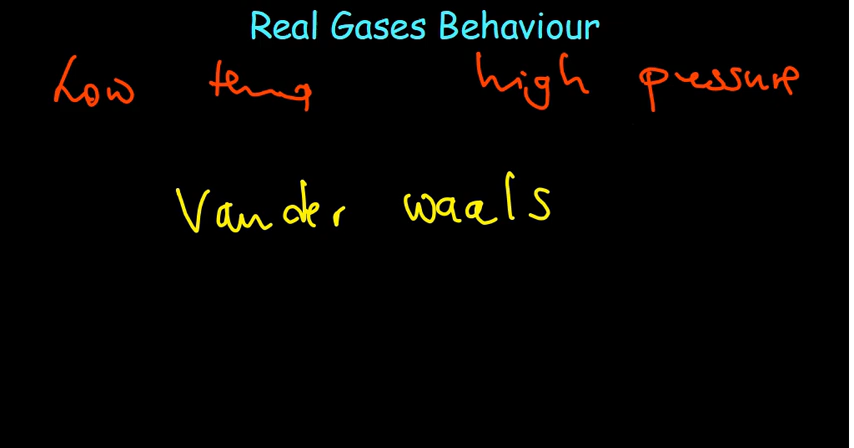 Real Gases Behaviour
Low temp high pressure
Vander waals